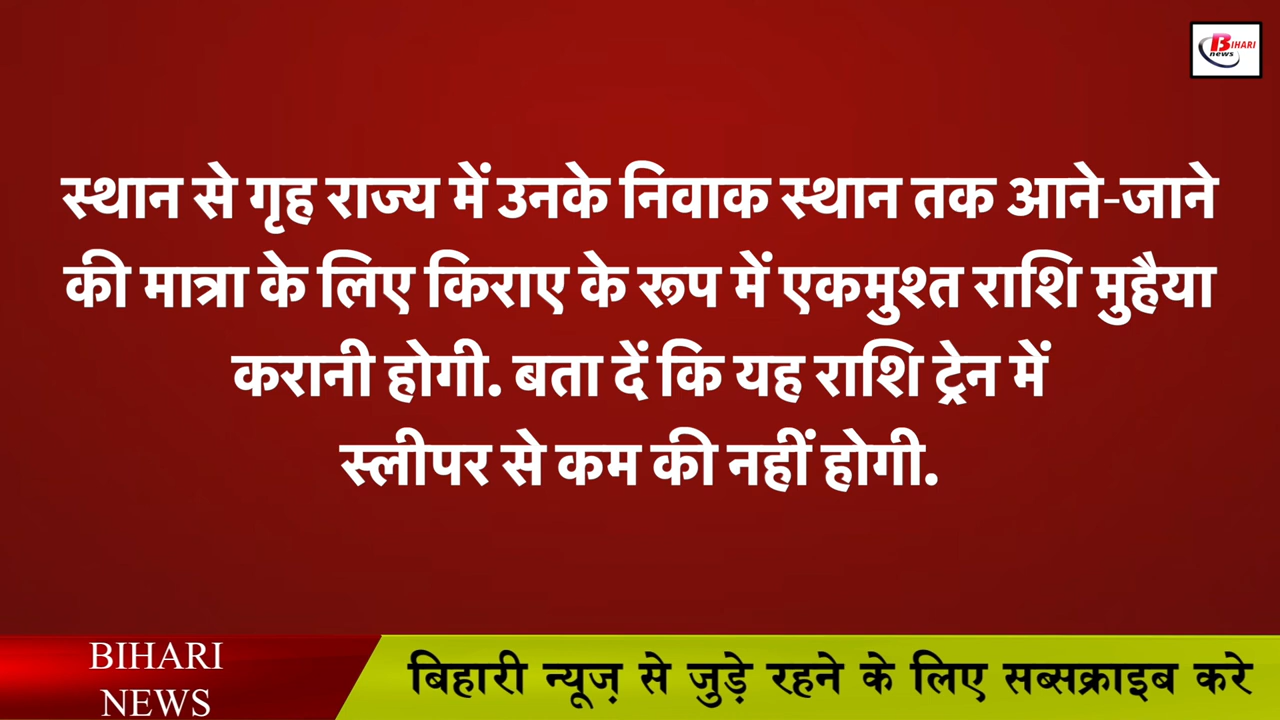 BIHARI
news
स्थान से गृह राज्य में उनके निवाक स्थान तक आने-जाने
की मात्रा के लिए किराए के रूप में एकमुश्त राशि मुहैया
करानी होगी. बता दें कि यह राशि ट्रेन में
स्लीपर से कम की नहीं होगी.
BIHARI
NEWS
बिहारी न्यूज़ से जुड़े रहने के लिए सब्सक्राइब करे